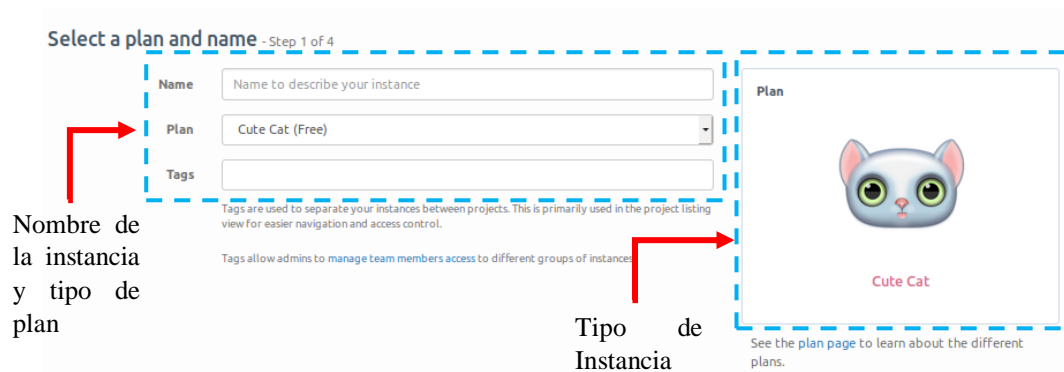 Select a plan and name - Step 1 of 4
Name
Name to describe your instance
Plan
Cute Cat (Free)
Tags
Tags are used to separate your instances between projects. This is primarily used in the project listing
view for easier navigation and access control.
Tags allow admins to manage team members access to different groups of instances
Plan
Cute Cat
See the plan page to learn about the different
plans.
Nombre de
la instancia
y tipo de
plan
Tipo de
Instancia